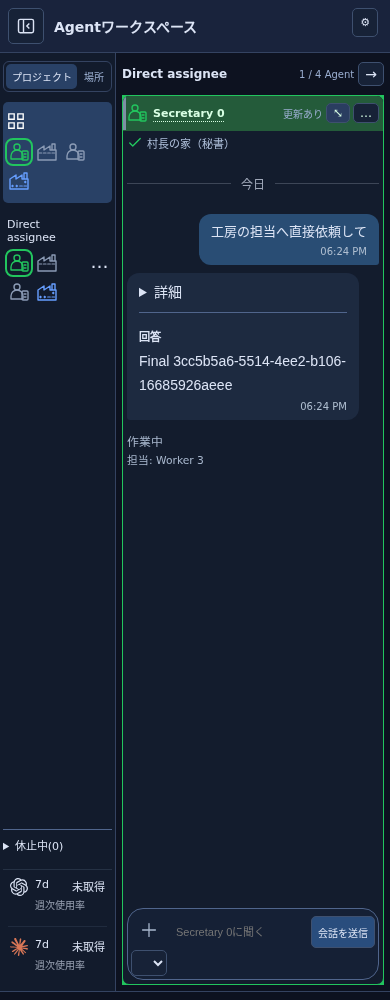 Agentワークスペース
プロジェクト
場所
Direct assignee
1 / 4 Agent
→
Secretary 0
更新あり
…
村長の家（秘書）
今日
工房の担当へ直接依頼して
06:24 PM
▶ 詳細
回答
Final 3cc5b5a6-5514-4ee2-b106-
16685926aeee
06:24 PM
作業中
担当: Worker 3
Direct
assignee
…
▶ 休止中(0)
7d
未取得
週次使用率
7d
未取得
週次使用率
Secretary 0に聞く
会話を送信